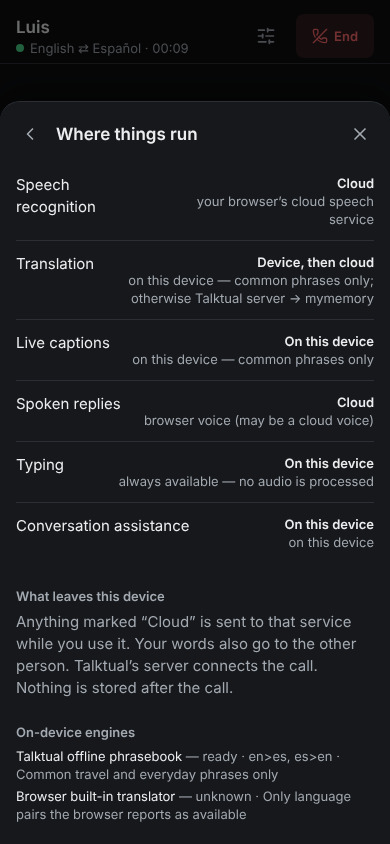 Luis
English ⇄ Español · 00:09
End
Where things run
Speech recognition
Cloud
your browser’s cloud speech
service
Translation
Device, then cloud
on this device — common phrases only;
otherwise Talktual server → mymemory
Live captions
On this device
on this device — common phrases only
Spoken replies
Cloud
browser voice (may be a cloud voice)
Typing
On this device
always available — no audio is processed
Conversation assistance
On this device
on this device
What leaves this device
Anything marked “Cloud” is sent to that service
while you use it. Your words also go to the other
person. Talktual’s server connects the call.
Nothing is stored after the call.
On-device engines
Talktual offline phrasebook — ready · en>es, es>en ·
Common travel and everyday phrases only
Browser built-in translator — unknown · Only language
pairs the browser reports as available